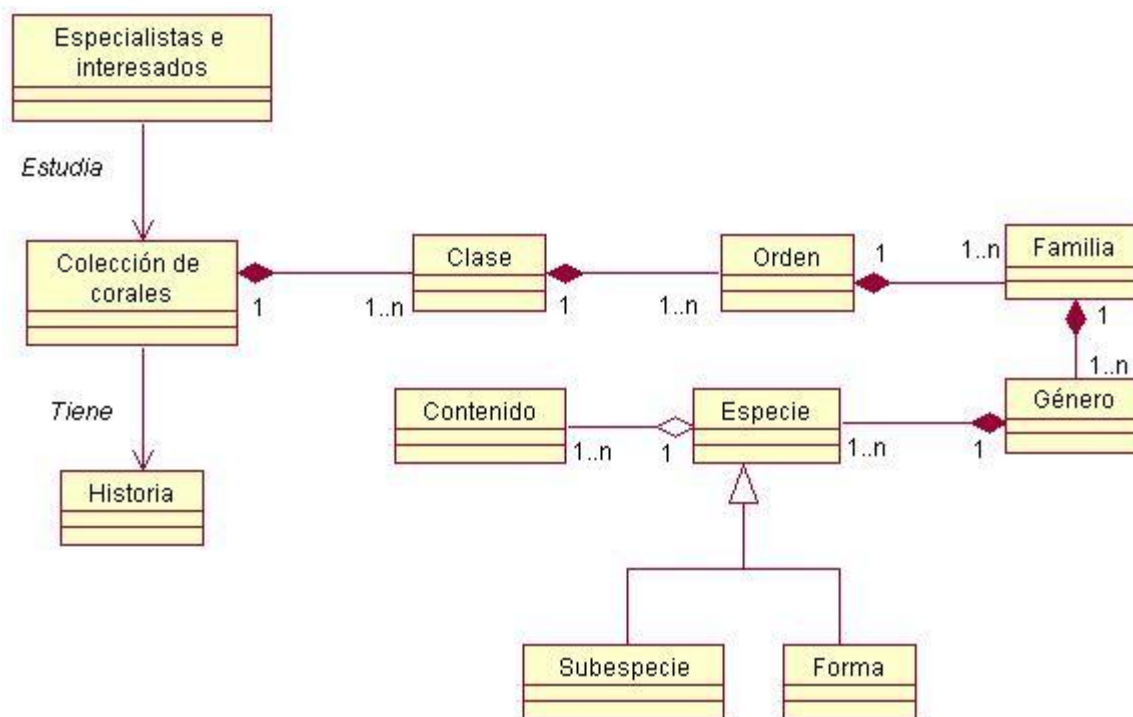 Especialistas e
interesados
Estudia
Colección de
corales
1
1..n
Clase
1
1..n
Orden
1
1..n
Familia
1
1..n
Género
1
1..n
Especie
1
1..n
Contenido
Tiene
Historia
Subespecie
Forma